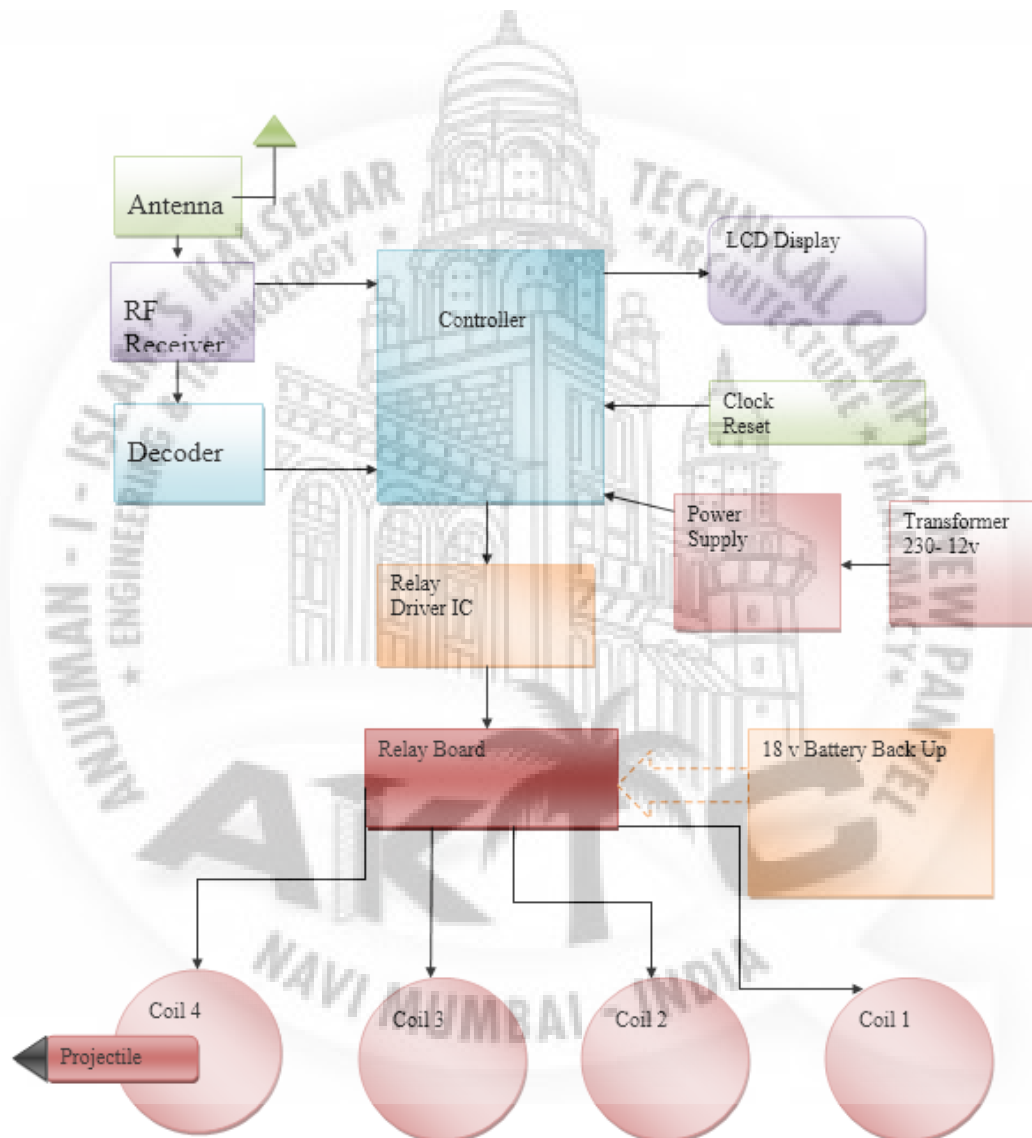 Antenna
RF
Receiver
Decoder
Controller
LCD Display
Clock
Reset
Power
Supply
Transformer
230- 12v
Relay
Driver IC
Relay Board
18 v Battery Back Up
Coil 4
Coil 3
Coil 2
Coil 1
Projectile
ANJUMAN - I - ISLAM'S KALSEKAR TECHNICAL CAMPUS, NEW PANVEL
* ENGINEERING & TECHNOLOGY * *ARCHITECTURE * PHARMACY*
AKTC
NAVI MUMBAI - INDIA